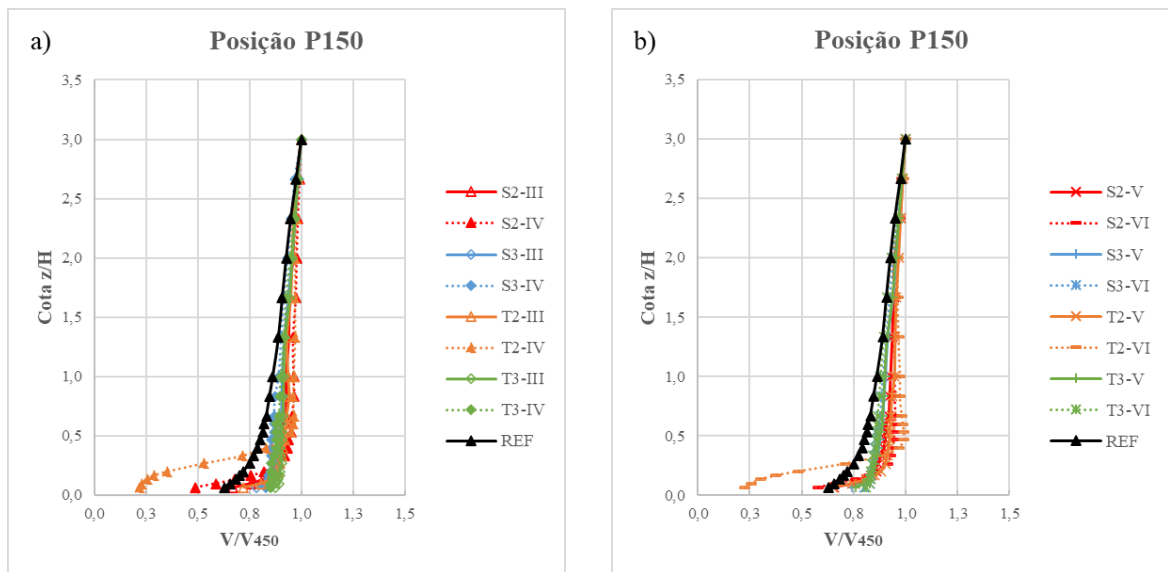 a)
Posição P150
3,5
3,0
2,5
2,0
1,5
1,0
0,5
0,0
Cota z/H
0,0 0,3 0,5 0,8 1,0 1,3 1,5
V/V450
S2-III
S2-IV
S3-III
S3-IV
T2-III
T2-IV
T3-III
T3-IV
REF
b)
Posição P150
3,5
3,0
2,5
2,0
1,5
1,0
0,5
0,0
Cota z/H
0,0 0,3 0,5 0,8 1,0 1,3 1,5
V/V450
S2-V
S2-VI
S3-V
S3-VI
T2-V
T2-VI
T3-V
T3-VI
REF